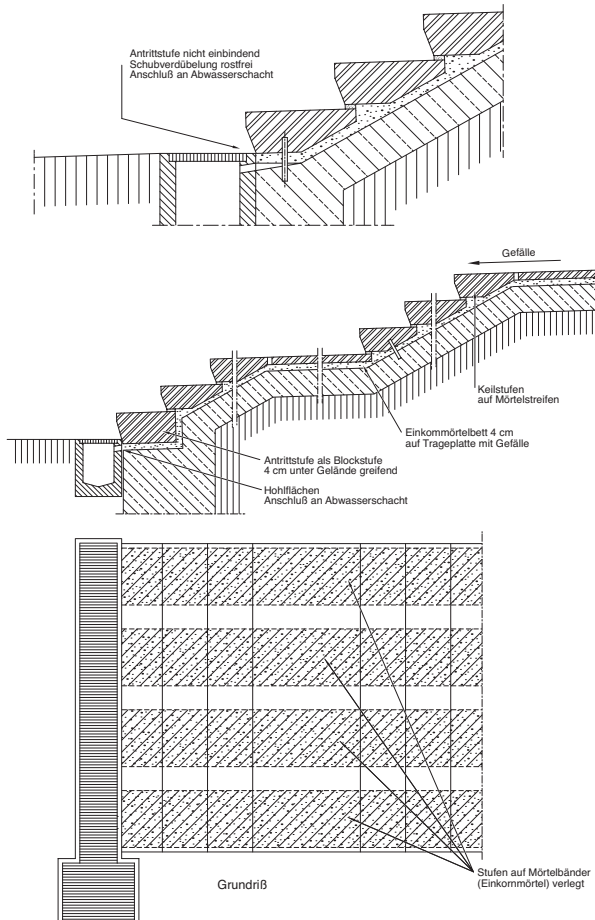 Antrittstufe nicht einbindend
Schubverdübelung rostfrei
Anschluß an Abwasserschacht
Gefälle
Keilstufen
auf Mörtelstreifen
Einkommörtelbett 4 cm
auf Trageplatte mit Gefälle
Antrittstufe als Blockstufe
4 cm unter Gelände greifend
Hohlflächen
Anschluß an Abwasserschacht
Grundriß
Stufen auf Mörtelbänder
(Einkornmörtel) verlegt